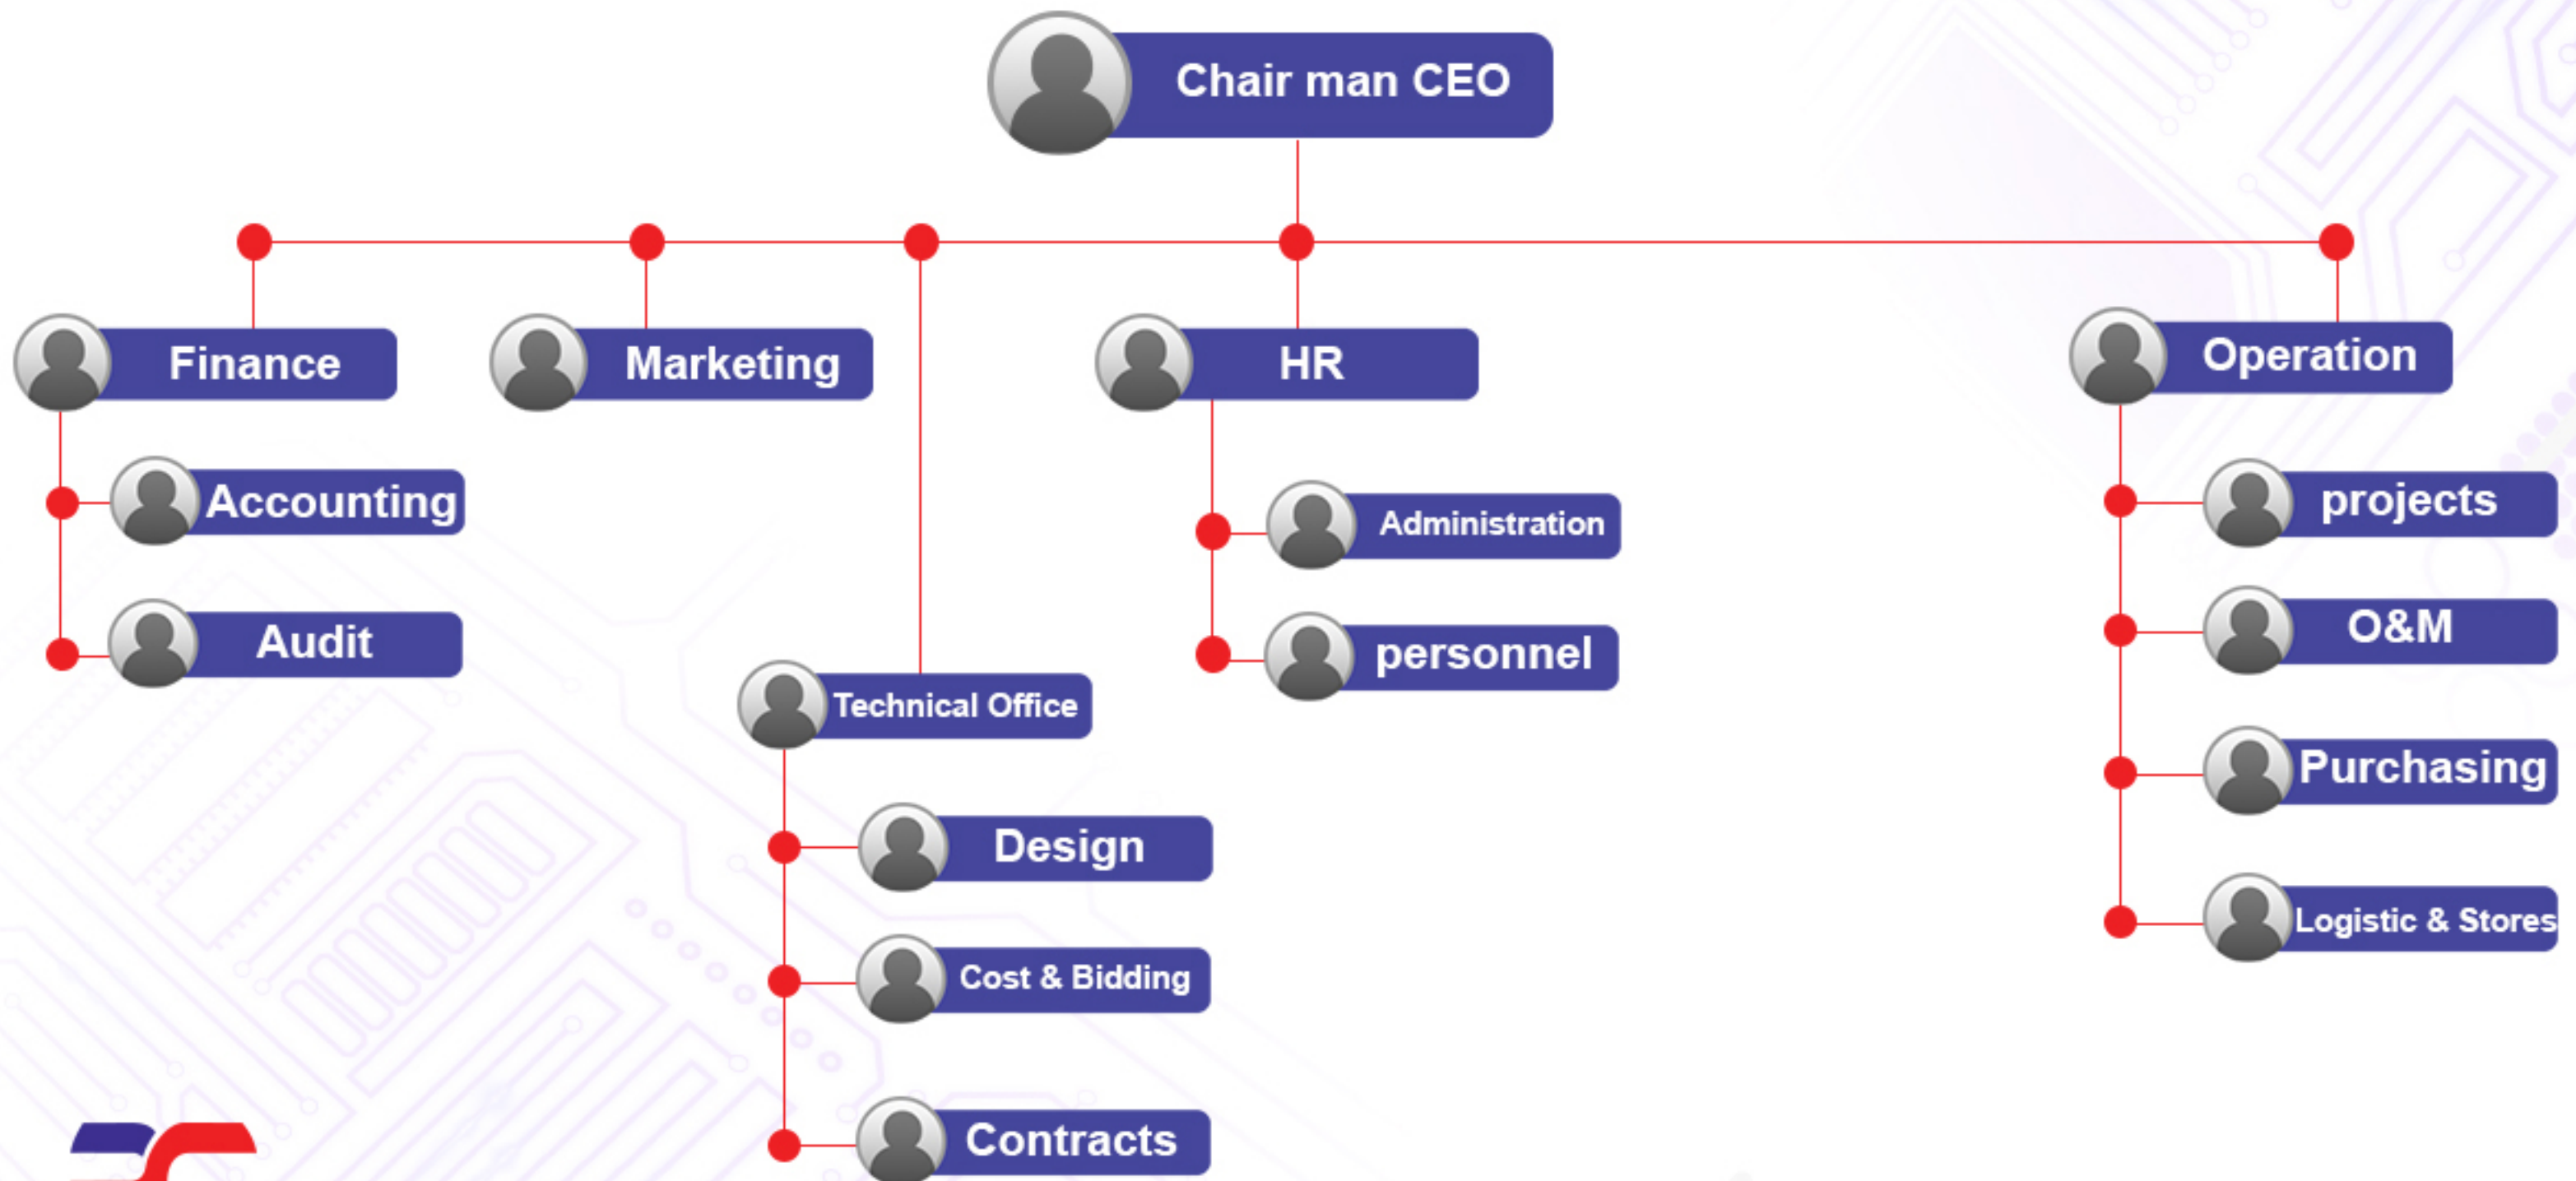 Chair man CEO
Finance
Marketing
HR
Operation
Accounting
Audit
Technical Office
Design
Cost & Bidding
Contracts
Administration
personnel
projects
O&M
Purchasing
Logistic & Stores